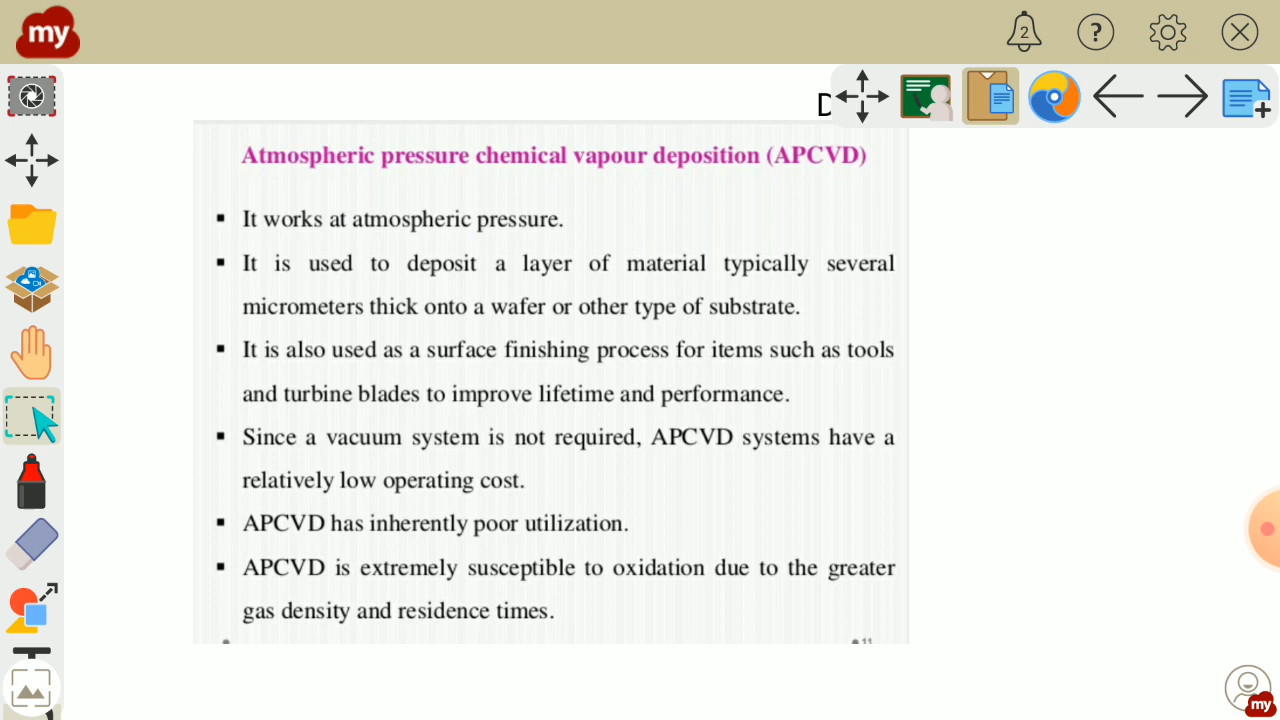 my
2
?
D
Atmospheric pressure chemical vapour deposition (APCVD)
▪ It works at atmospheric pressure.
▪ It is used to deposit a layer of material typically several
micrometers thick onto a wafer or other type of substrate.
▪ It is also used as a surface finishing process for items such as tools
and turbine blades to improve lifetime and performance.
▪ Since a vacuum system is not required, APCVD systems have a
relatively low operating cost.
▪ APCVD has inherently poor utilization.
▪ APCVD is extremely susceptible to oxidation due to the greater
gas density and residence times.
11
my